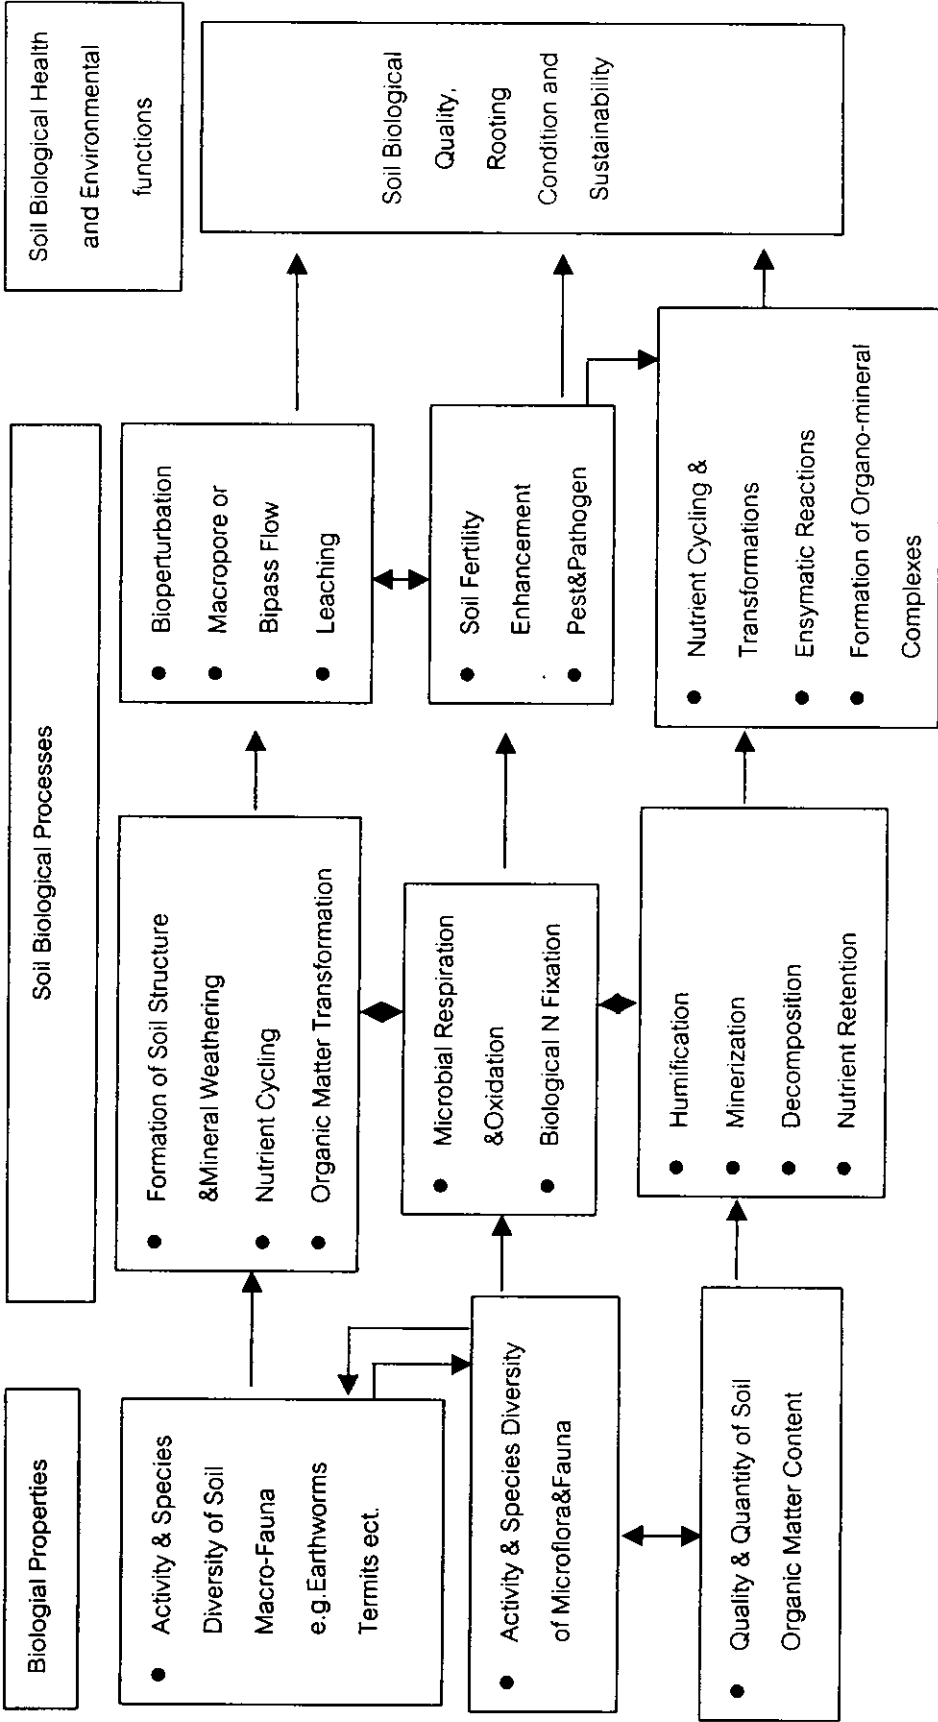 Biologial Properties
Soil Biological Processes
Soil Biological Health
and Environmental
functions
Activity & Species
Diversity of Soil
Macro-Fauna
e.g.Earthworms
Termits ect.
Formation of Soil Structure
&Mineral Weathering
Nutrient Cycling
Organic Matter Transformation
Bioperturbation
Macropore or
Bipass Flow
Leaching
Soil Biological
Quality,
Rooting
Condition and
Sustainability
Activity & Species Diversity
of Microflora&Fauna
Microbial Respiration
&Oxidation
Biological N Fixation
Soil Fertility
Enhancement
Pest&Pathogen
Quality & Quantity of Soil
Organic Matter Content
Humification
Minerization
Decomposition
Nutrient Retention
Nutrient Cycling &
Transformations
Ensymatic Reactions
Formation of Organo-mineral
Complexes